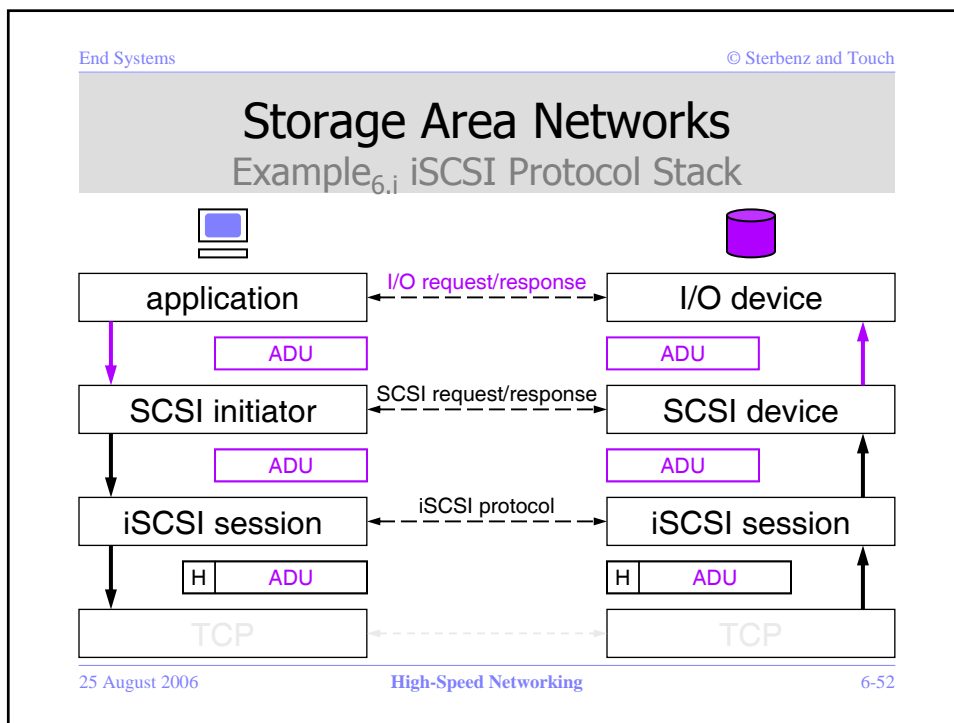 End Systems © Sterbenz and Touch
Storage Area Networks
Example6.i iSCSI Protocol Stack
application I/O request/response I/O device
ADU ADU
SCSI initiator SCSI request/response SCSI device
ADU ADU
iSCSI session iSCSI protocol iSCSI session
H ADU H ADU
TCP TCP
25 August 2006 High-Speed Networking 6-52